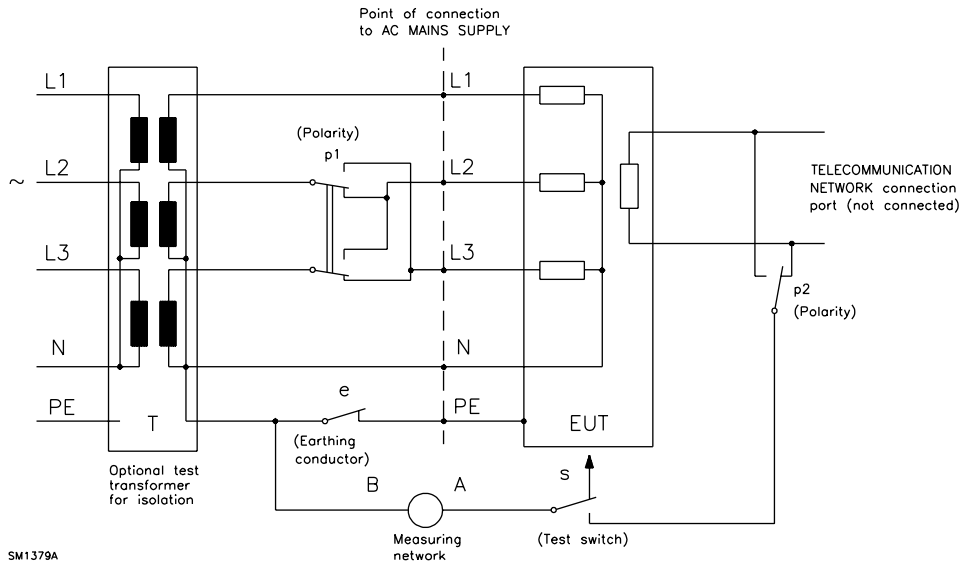 Point of connection
to AC MAINS SUPPLY
L1
L1
(Polarity)
p1
~
L2
L2
TELECOMMUNICATION
NETWORK connection
port (not connected)
L3
L3
p2
(Polarity)
N
N
PE
e
PE
T
EUT
(Earthing
conductor)
Optional test
transformer
for isolation
B
A
s
Measuring
network
(Test switch)
SM1379A